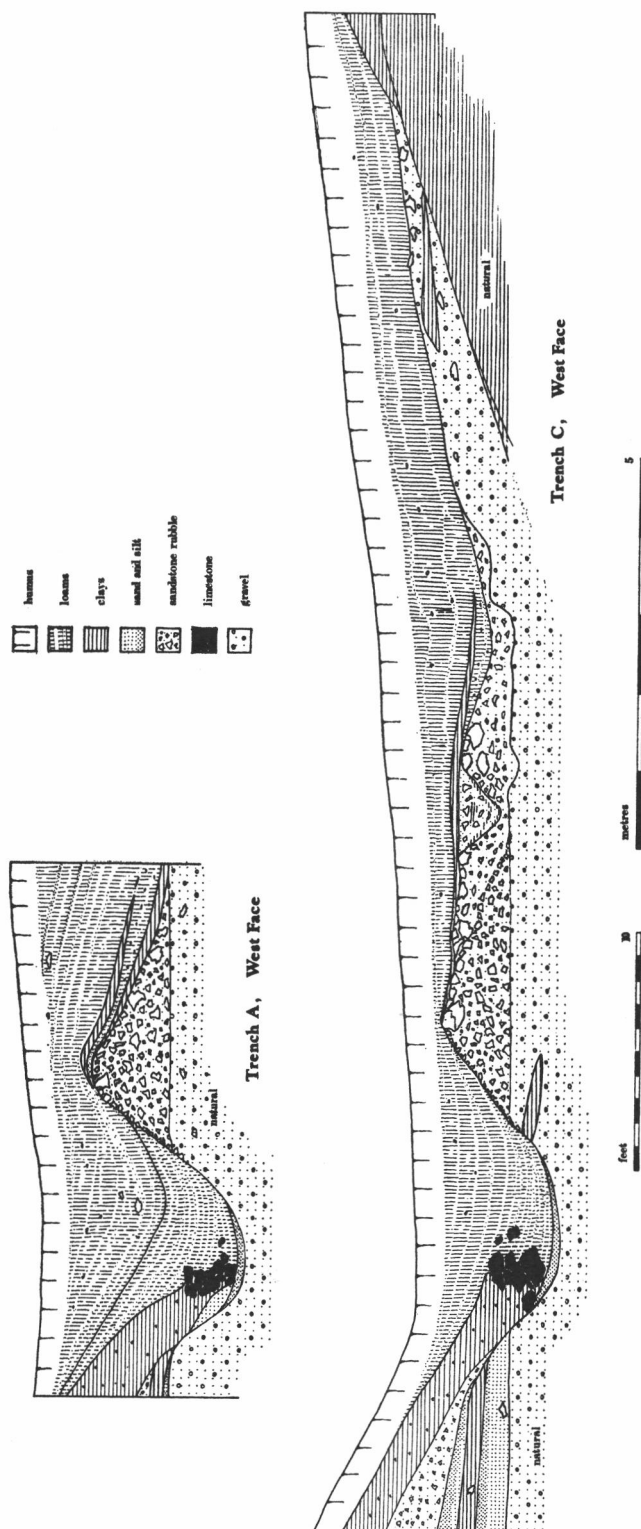 humus
loams
clays
sand and silt
sandstone rubble
limestone
gravel
natural
Trench A, West Face
natural
natural
Trench C, West Face
feet 10
metres 5